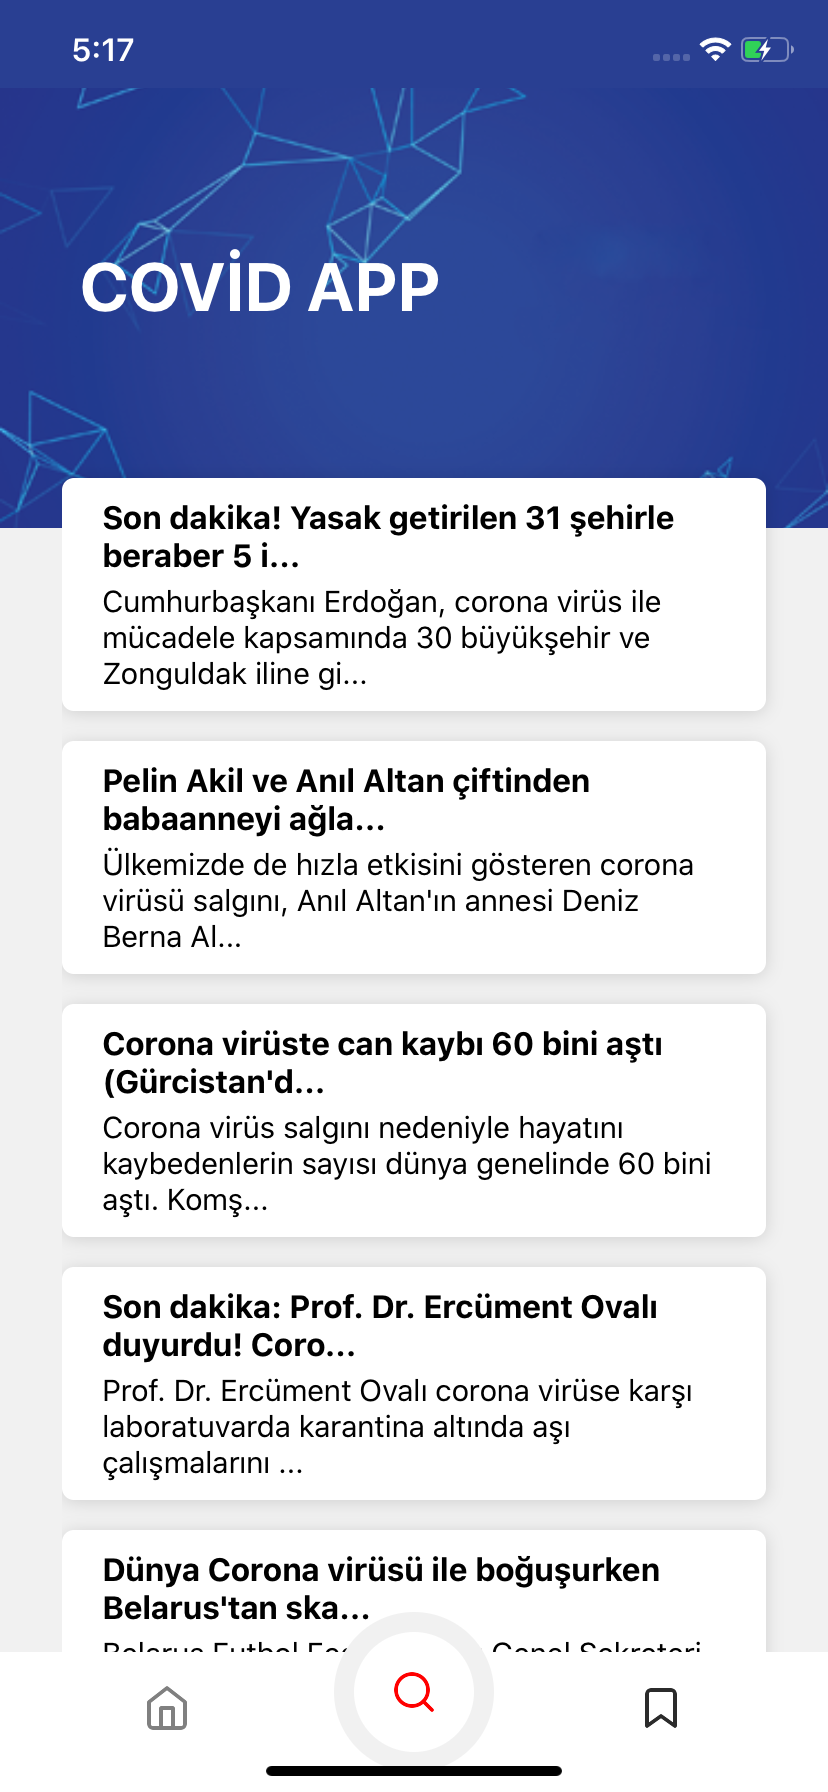 5:17
COVİD APP
Son dakika! Yasak getirilen 31 şehirle
beraber 5 i...
Cumhurbaşkanı Erdoğan, corona virüs ile
mücadele kapsamında 30 büyükşehir ve
Zonguldak iline gi...
Pelin Akil ve Anıl Altan çiftinden
babaanneyi ağla...
Ülkemizde de hızla etkisini gösteren corona
virüsü salgını, Anıl Altan'ın annesi Deniz
Berna Al...
Corona virüste can kaybı 60 bini aştı
(Gürcistan'd...
Corona virüs salgını nedeniyle hayatını
kaybedenlerin sayısı dünya genelinde 60 bini
aştı. Komş...
Son dakika: Prof. Dr. Ercüment Ovalı
duyurdu! Coro...
Prof. Dr. Ercüment Ovalı corona virüse karşı
laboratuvarda karantina altında aşı
çalışmalarını ...
Dünya Corona virüsü ile boğuşurken
Belarus'tan ska...
Belarus Futbol Genel Sekreteri